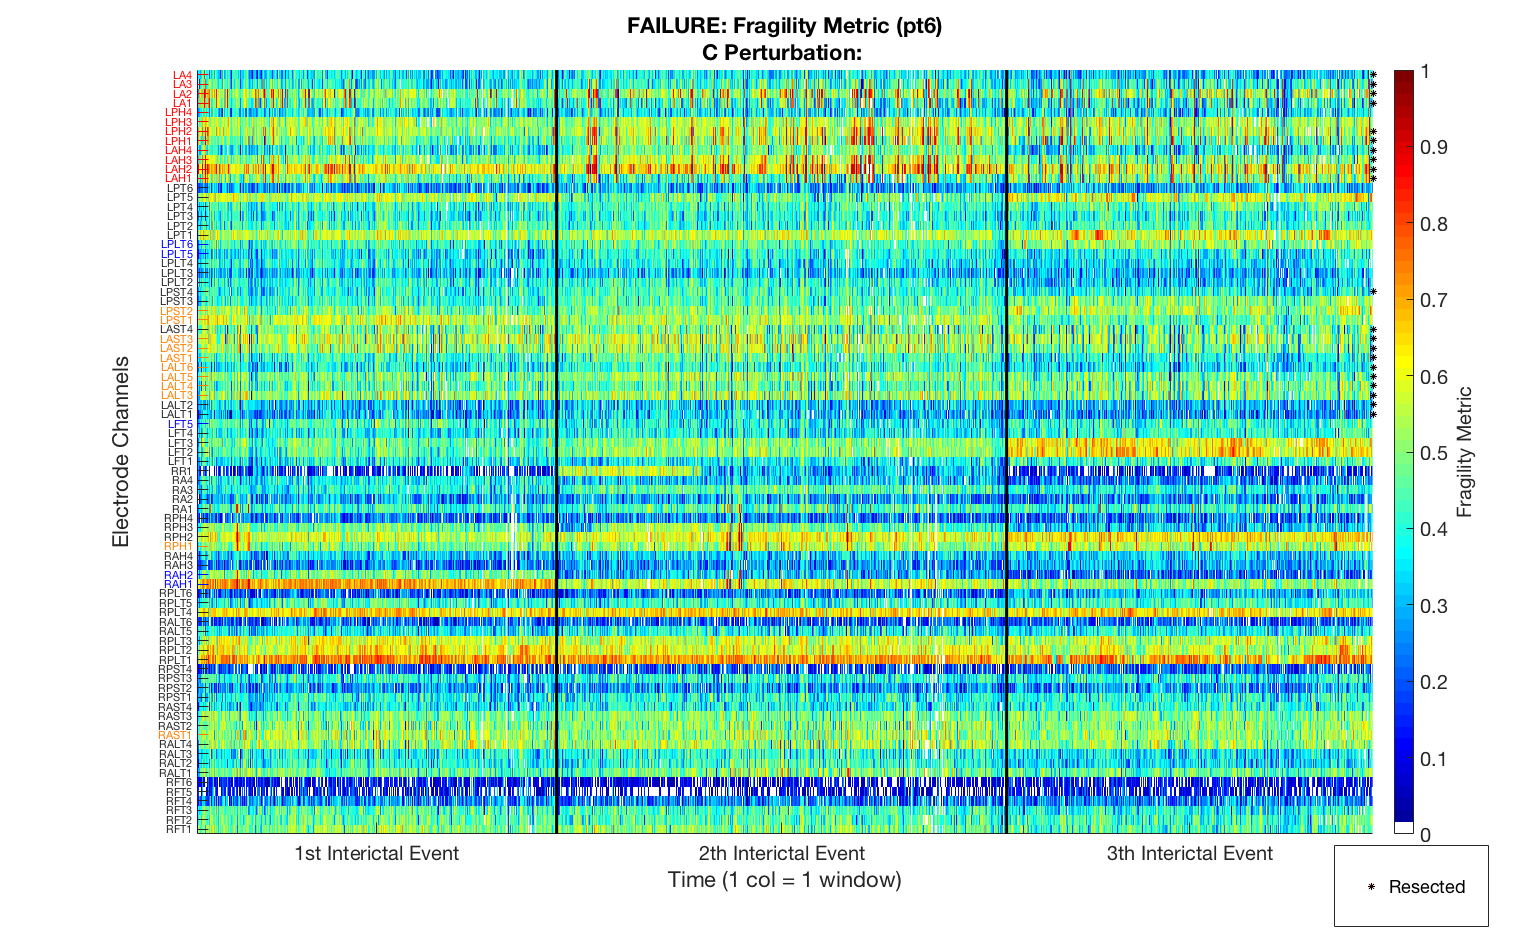 FAILURE: Fragility Metric (pt6)
C Perturbation:
LA4
LA3
LA2
LA1
LPH4
LPH3
LPH2
LPH1
LAH4
LAH3
LAH2
LAH1
LPT6
LPT5
LPT4
LPT3
LPT2
LPT1
LPLT6
LPLT5
LPLT4
LPLT3
LPLT2
LPST4
LPST3
LPST2
LPST1
LAST4
LAST3
LAST2
LAST1
LALT6
LALT5
LALT4
LALT3
LALT2
LALT1
LFT5
LFT4
LFT3
LFT2
LFT1
RR1
RA4
RA3
RA2
RA1
RPH4
RPH3
RPH2
RPH1
RAH4
RAH3
RAH2
RAH1
RPLT6
RPLT5
RPLT4
RALT6
RALT5
RPLT3
RPLT2
RPLT1
RPST4
RPST3
RPST2
RPST1
RAST4
RAST3
RAST2
RAST1
RALT4
RALT3
RALT2
RALT1
RFT6
RFT5
RFT4
RFT3
RFT2
RFT1
Electrode Channels
1st Interictal Event
2th Interictal Event
3th Interictal Event
Time (1 col = 1 window)
1
0.9
0.8
0.7
0.6
0.5
0.4
0.3
0.2
0.1
0
Fragility Metric
Resected